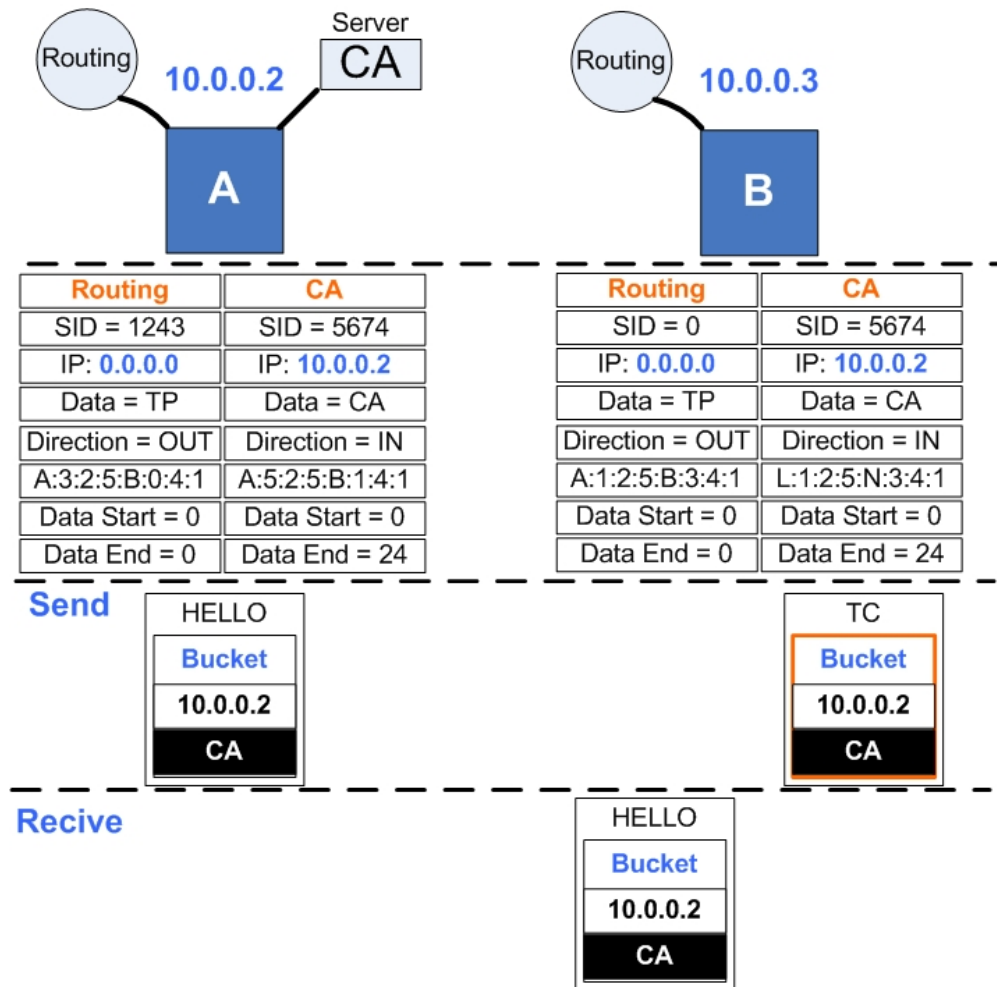 Server
Routing
CA
10.0.0.2
A
Routing
10.0.0.3
B
Routing CA
SID = 1243 SID = 5674
IP: 0.0.0.0 IP: 10.0.0.2
Data = TP Data = CA
Direction = OUT Direction = IN
A:3:2:5:B:0:4:1 A:5:2:5:B:1:4:1
Data Start = 0 Data Start = 0
Data End = 0 Data End = 24
Routing CA
SID = 0 SID = 5674
IP: 0.0.0.0 IP: 10.0.0.2
Data = TP Data = CA
Direction = OUT Direction = IN
A:1:2:5:B:3:4:1 L:1:2:5:N:3:4:1
Data Start = 0 Data Start = 0
Data End = 0 Data End = 24
Send
HELLO
Bucket
10.0.0.2
CA
TC
Bucket
10.0.0.2
CA
Recive
HELLO
Bucket
10.0.0.2
CA